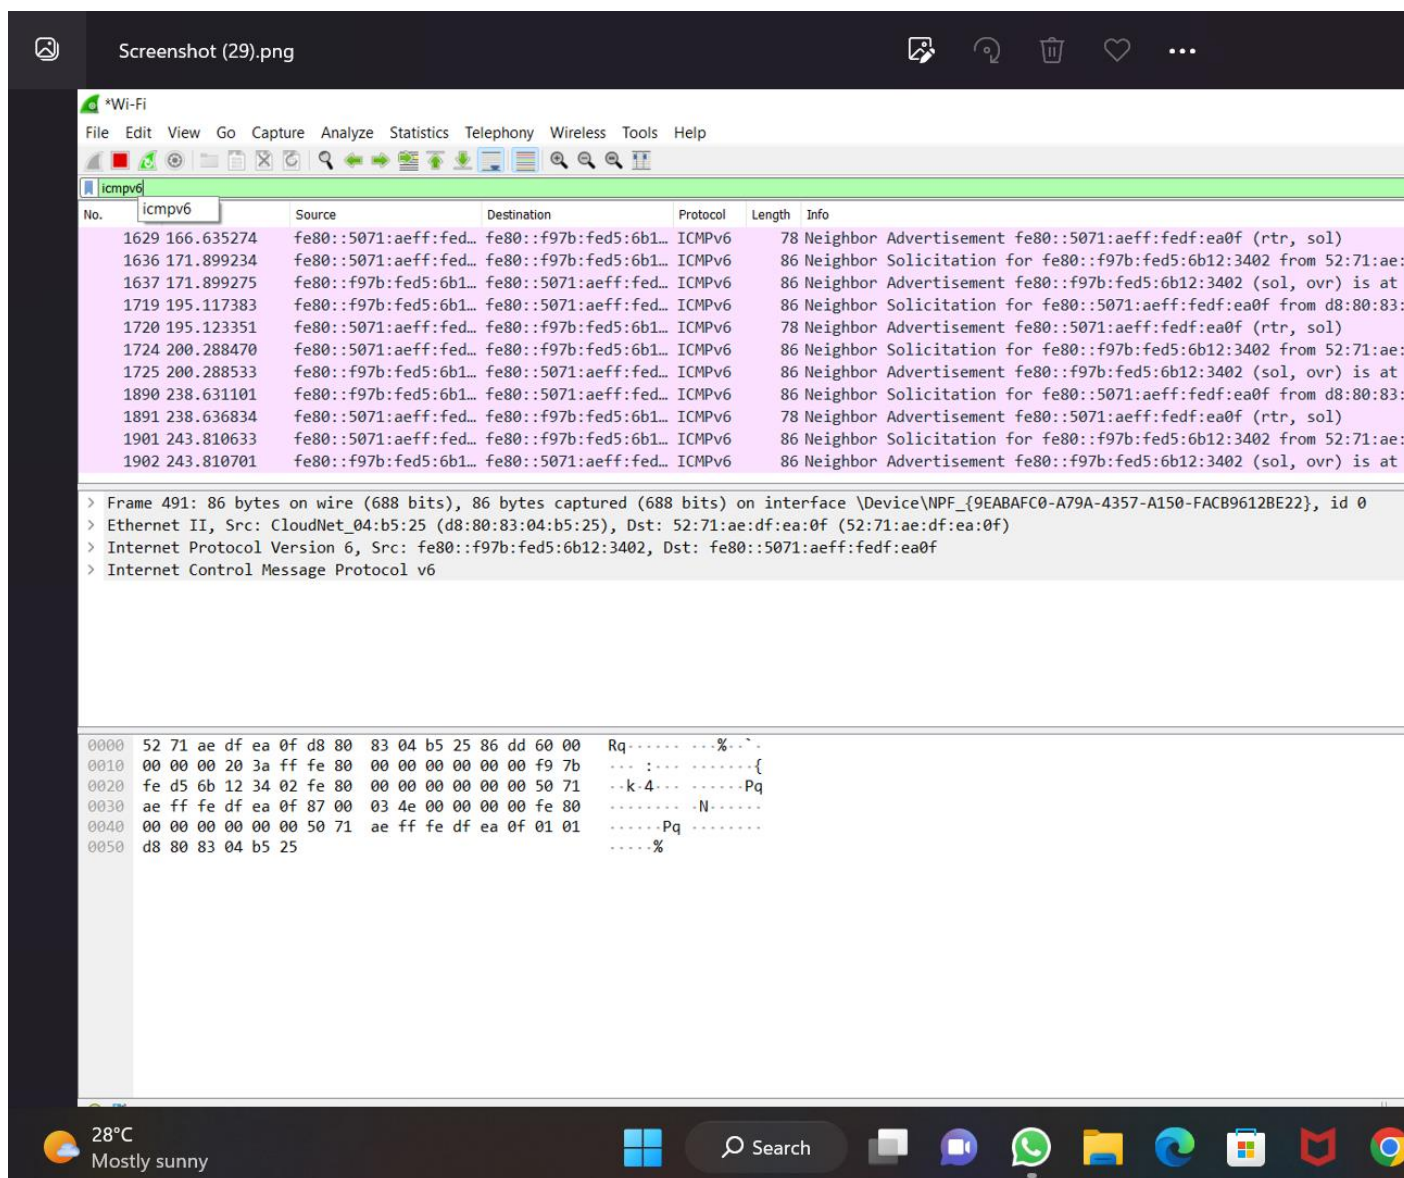 Screenshot (29).png
*Wi-Fi
File Edit View Go Capture Analyze Statistics Telephony Wireless Tools Help
icmpv6
icmpv6
No. Source Destination Protocol Length Info
1629 166.635274 fe80::5071:aeff:fed… fe80::f97b:fed5:6b1… ICMPv6 78 Neighbor Advertisement fe80::5071:aeff:fedf:ea0f (rtr, sol)
1636 171.899234 fe80::5071:aeff:fed… fe80::f97b:fed5:6b1… ICMPv6 86 Neighbor Solicitation for fe80::f97b:fed5:6b12:3402 from 52:71:ae:
1637 171.899275 fe80::f97b:fed5:6b1… fe80::5071:aeff:fed… ICMPv6 86 Neighbor Advertisement fe80::f97b:fed5:6b12:3402 (sol, ovr) is at
1719 195.117383 fe80::f97b:fed5:6b1… fe80::5071:aeff:fed… ICMPv6 86 Neighbor Solicitation for fe80::5071:aeff:fedf:ea0f from d8:80:83:
1720 195.123351 fe80::5071:aeff:fed… fe80::f97b:fed5:6b1… ICMPv6 78 Neighbor Advertisement fe80::5071:aeff:fedf:ea0f (rtr, sol)
1724 200.288470 fe80::5071:aeff:fed… fe80::f97b:fed5:6b1… ICMPv6 86 Neighbor Solicitation for fe80::f97b:fed5:6b12:3402 from 52:71:ae:
1725 200.288533 fe80::f97b:fed5:6b1… fe80::5071:aeff:fed… ICMPv6 86 Neighbor Advertisement fe80::f97b:fed5:6b12:3402 (sol, ovr) is at
1890 238.631101 fe80::f97b:fed5:6b1… fe80::5071:aeff:fed… ICMPv6 86 Neighbor Solicitation for fe80::5071:aeff:fedf:ea0f from d8:80:83:
1891 238.636834 fe80::5071:aeff:fed… fe80::f97b:fed5:6b1… ICMPv6 78 Neighbor Advertisement fe80::5071:aeff:fedf:ea0f (rtr, sol)
1901 243.810633 fe80::5071:aeff:fed… fe80::f97b:fed5:6b1… ICMPv6 86 Neighbor Solicitation for fe80::f97b:fed5:6b12:3402 from 52:71:ae:
1902 243.810701 fe80::f97b:fed5:6b1… fe80::5071:aeff:fed… ICMPv6 86 Neighbor Advertisement fe80::f97b:fed5:6b12:3402 (sol, ovr) is at
> Frame 491: 86 bytes on wire (688 bits), 86 bytes captured (688 bits) on interface \Device\NPF_{9EABAFC0-A79A-4357-A150-FACB9612BE22}, id 0
> Ethernet II, Src: CloudNet_04:b5:25 (d8:80:83:04:b5:25), Dst: 52:71:ae:df:ea:0f (52:71:ae:df:ea:0f)
> Internet Protocol Version 6, Src: fe80::f97b:fed5:6b12:3402, Dst: fe80::5071:aeff:fedf:ea0f
> Internet Control Message Protocol v6
0000 52 71 ae df ea 0f d8 80 83 04 b5 25 86 dd 60 00 Rq······ ···%··`·
0010 00 00 00 20 3a ff fe 80 00 00 00 00 00 00 f9 7b ··· :··· ·······{
0020 fe d5 6b 12 34 02 fe 80 00 00 00 00 00 00 50 71 ··k·4··· ······Pq
0030 ae ff fe df ea 0f 87 00 03 4e 00 00 00 00 fe 80 ········ ·N······
0040 00 00 00 00 00 00 50 71 ae ff fe df ea 0f 01 01 ······Pq ········
0050 d8 80 83 04 b5 25 ·····%
28°C
Mostly sunny
Search